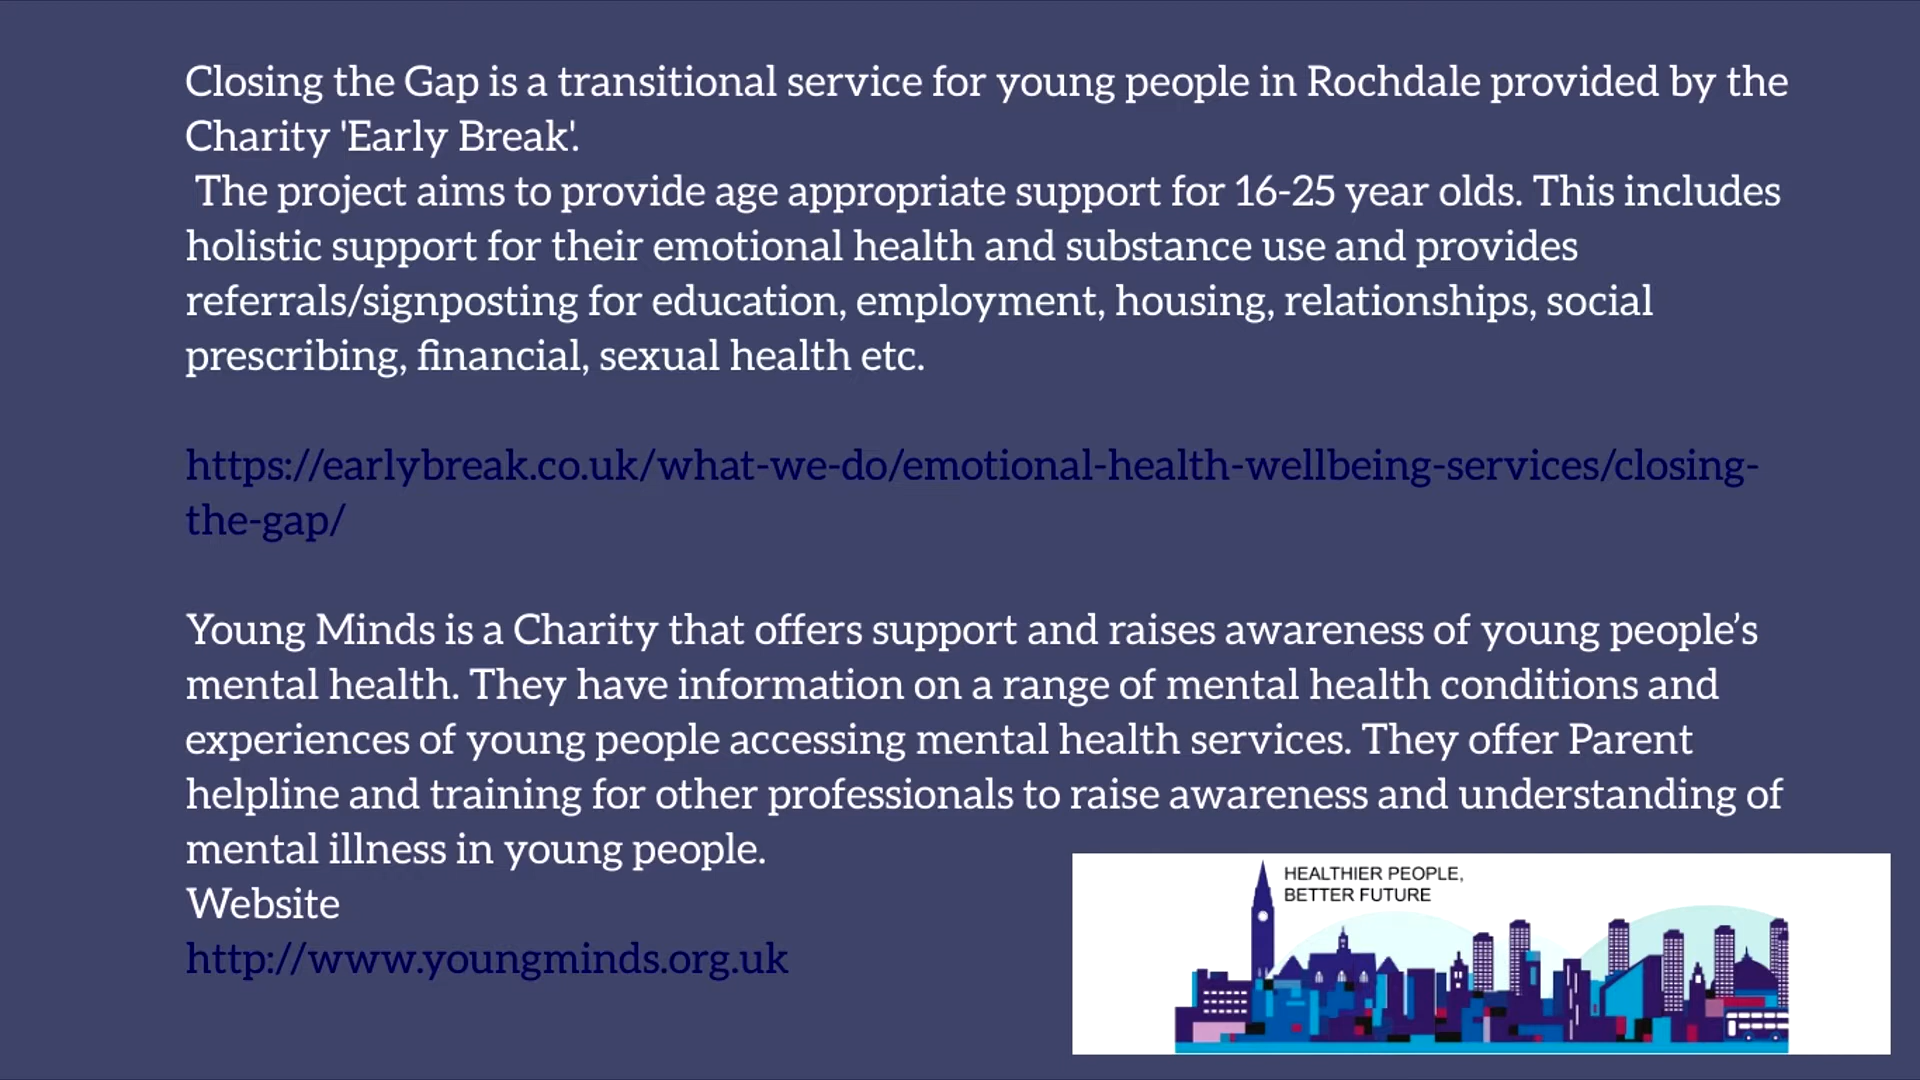 Closing the Gap is a transitional service for young people in Rochdale provided by the
Charity 'Early Break'.
The project aims to provide age appropriate support for 16-25 year olds. This includes
holistic support for their emotional health and substance use and provides
referrals/signposting for education, employment, housing, relationships, social
prescribing, financial, sexual health etc.
https://earlybreak.co.uk/what-we-do/emotional-health-wellbeing-services/closing-
the-gap/
Young Minds is a Charity that offers support and raises awareness of young people’s
mental health. They have information on a range of mental health conditions and
experiences of young people accessing mental health services. They offer Parent
helpline and training for other professionals to raise awareness and understanding of
mental illness in young people.
Website
http://www.youngminds.org.uk
HEALTHIER PEOPLE,
BETTER FUTURE